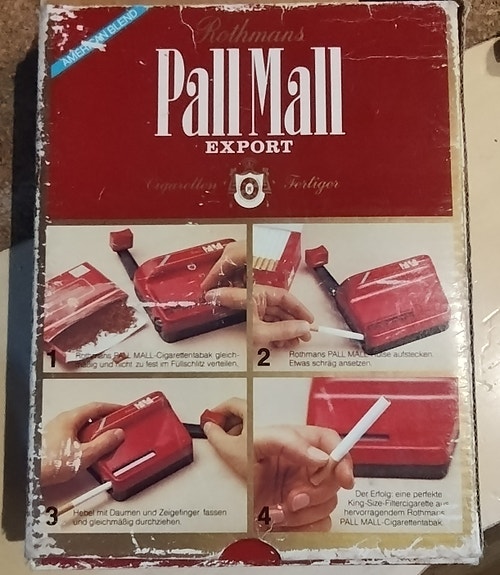 AMERICAN BLEND
Rothmans
Pall Mall
EXPORT
Cigaretten Fertiger
1
Rothmans PALL MALL-Cigarettentabak gleich-
mäßig und nicht zu fest im Füllschlitz verteilen.
2
Rothmans PALL MALL-Hülse aufstecken.
Etwas schräg ansetzen.
3
Hebel mit Daumen und Zeigefinger fassen
und gleichmäßig durchziehen.
4
Der Erfolg: eine perfekte
King-Size-Filtercigarette aus
hervorragendem Rothmans
PALL MALL-Cigarettentabak.